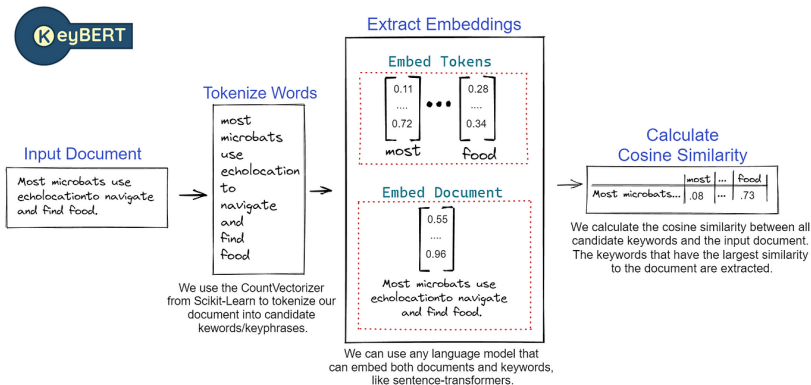 KeyBERT
Input Document
Most microbats use
echolocationto navigate
and find food.
Tokenize Words
most
microbats
use
echolocation
to
navigate
and
find
food
We use the CountVectorizer
from Scikit-Learn to tokenize our
document into candidate
kewords/keyphrases.
Extract Embeddings
Embed Tokens
0.11 0.28
.... ••• ....
0.72 0.34
most food
Embed Document
0.55
....
0.96
Most microbats use
echolocationto navigate
and find food.
We can use any language model that
can embed both documents and keywords,
like sentence-transformers.
Calculate
Cosine Similarity
most ... food
Most microbats... .08 ... .73
We calculate the cosine similarity between all
candidate keywords and the input document.
The keywords that have the largest similarity
to the document are extracted.